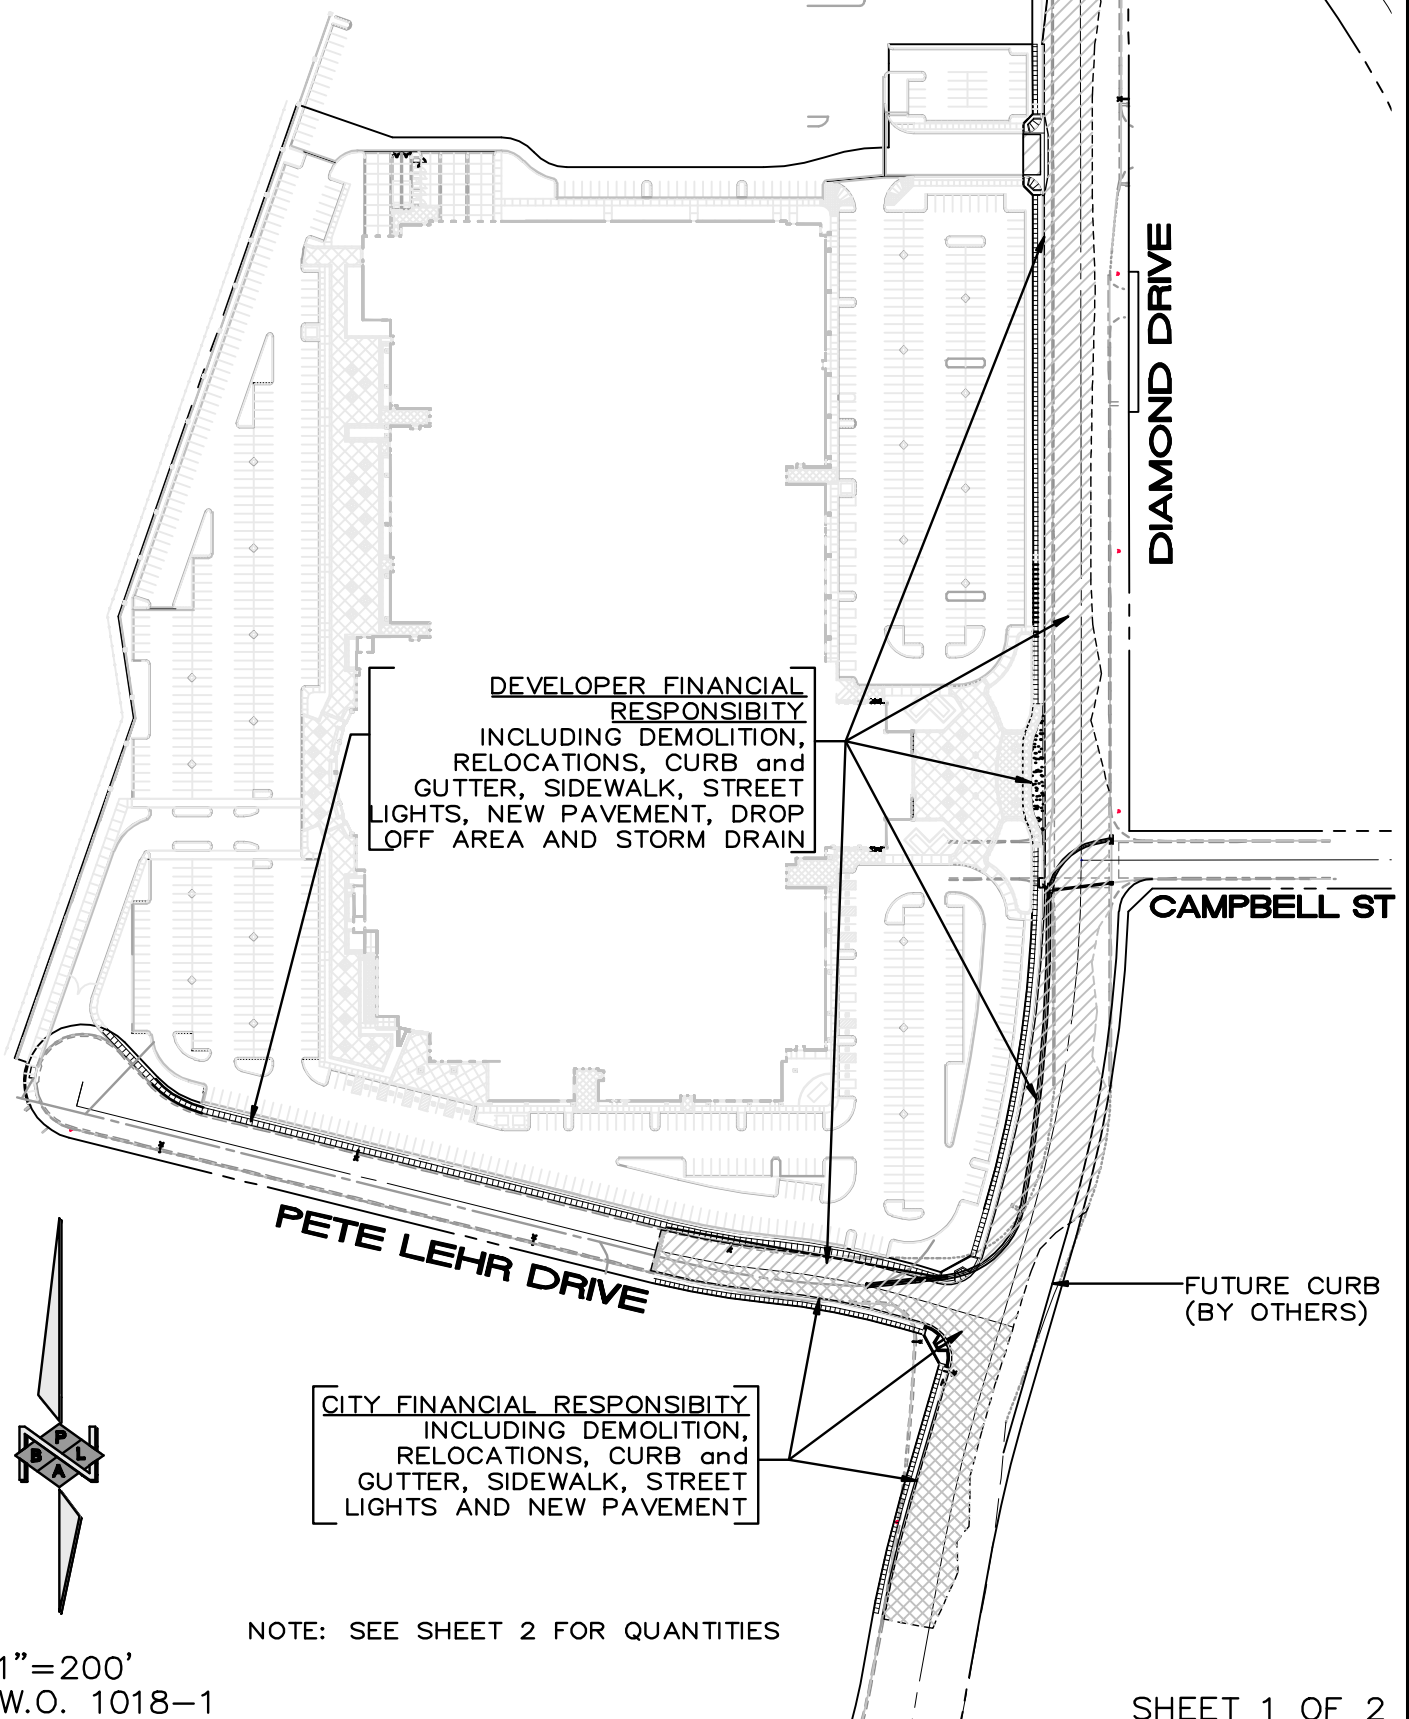 DIAMOND DRIVE
DEVELOPER FINANCIAL
RESPONSIBITY
INCLUDING DEMOLITION,
RELOCATIONS, CURB and
GUTTER, SIDEWALK, STREET
LIGHTS, NEW PAVEMENT, DROP
OFF AREA AND STORM DRAIN
CAMPBELL ST
PETE LEHR DRIVE
FUTURE CURB
(BY OTHERS)
CITY FINANCIAL RESPONSIBITY
INCLUDING DEMOLITION,
RELOCATIONS, CURB and
GUTTER, SIDEWALK, STREET
LIGHTS AND NEW PAVEMENT
P
B L
A
NOTE: SEE SHEET 2 FOR QUANTITIES
1"=200'
W.O. 1018-1
SHEET 1 OF 2